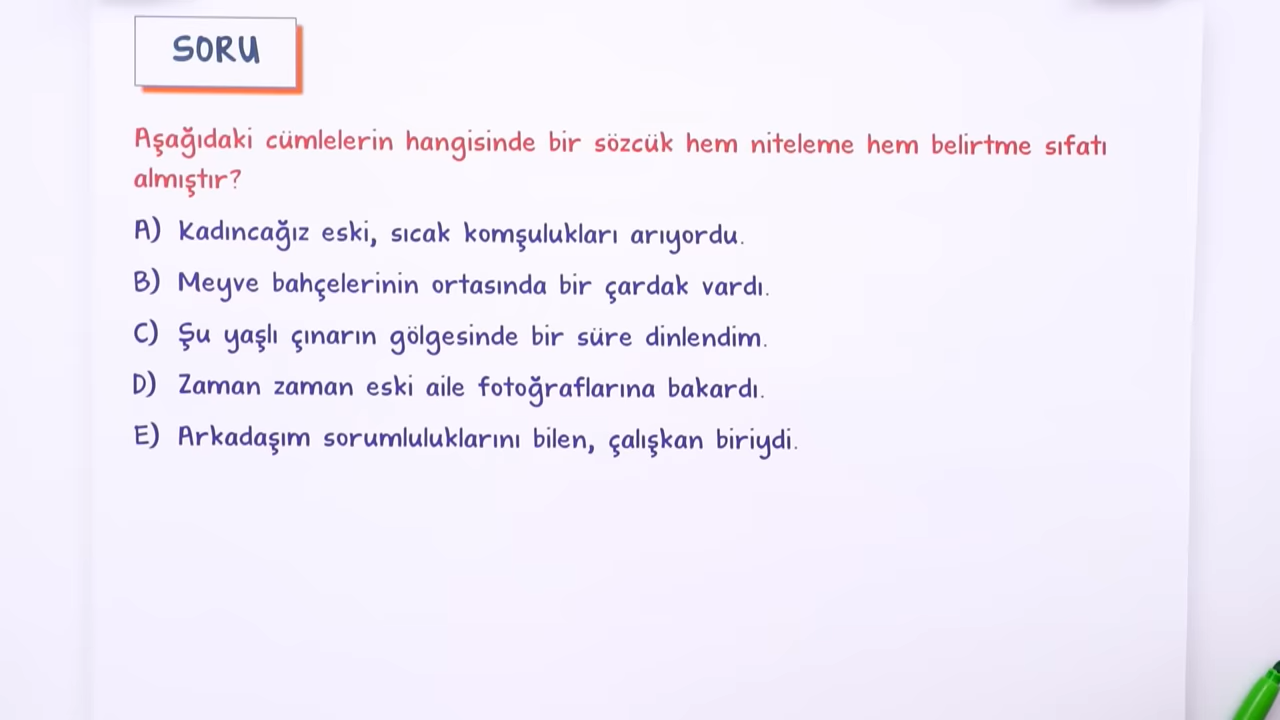 SORU
Aşağıdaki cümlelerin hangisinde bir sözcük hem niteleme hem belirtme sıfatı
almıştır?
A) Kadıncağız eski, sıcak komşulukları arıyordu.
B) Meyve bahçelerinin ortasında bir çardak vardı.
C) Şu yaşlı çınarın gölgesinde bir süre dinlendim.
D) Zaman zaman eski aile fotoğraflarına bakardı.
E) Arkadaşım sorumluluklarını bilen, çalışkan biriydi.